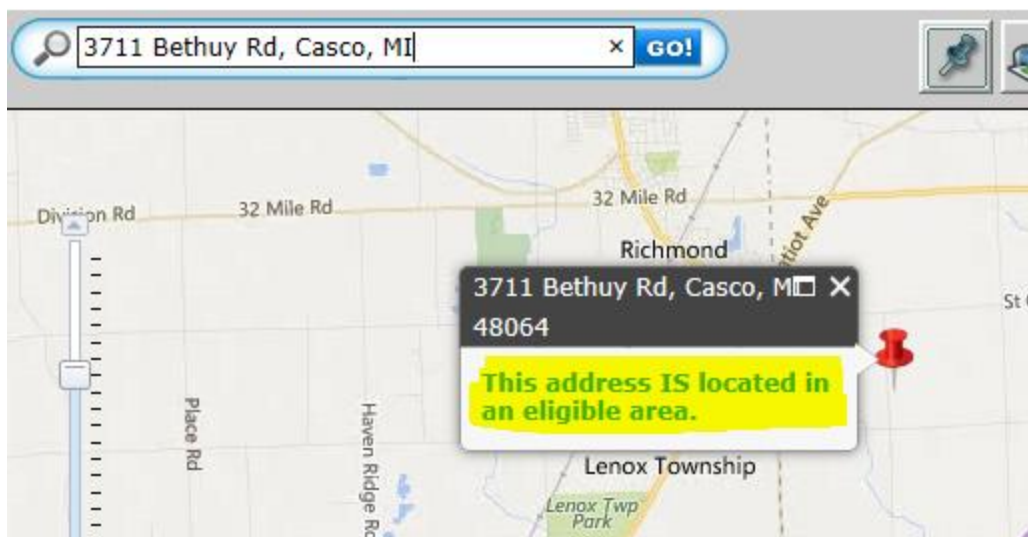 3711 Bethuy Rd, Casco, MI × GO!
32 Mile Rd
Division Rd
32 Mile Rd
Richmond
3711 Bethuy Rd, Casco, MI
48064
This address IS located in
an eligible area.
St
Place Rd
Haven Ridge Rd
Lenox Township
Lenox Twp
Park